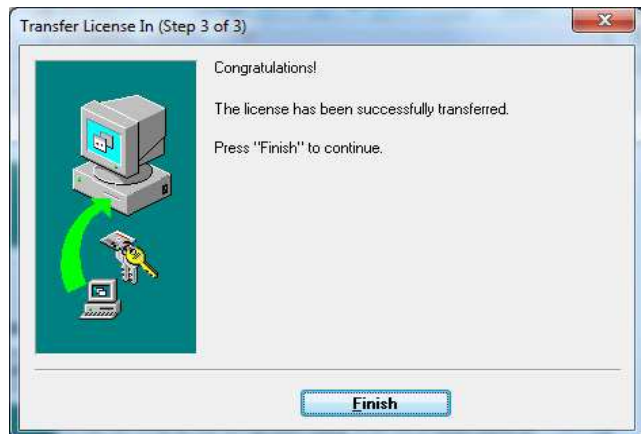 Transfer License In (Step 3 of 3)
Congratulations!
The license has been successfully transferred.
Press "Finish" to continue.
Finish